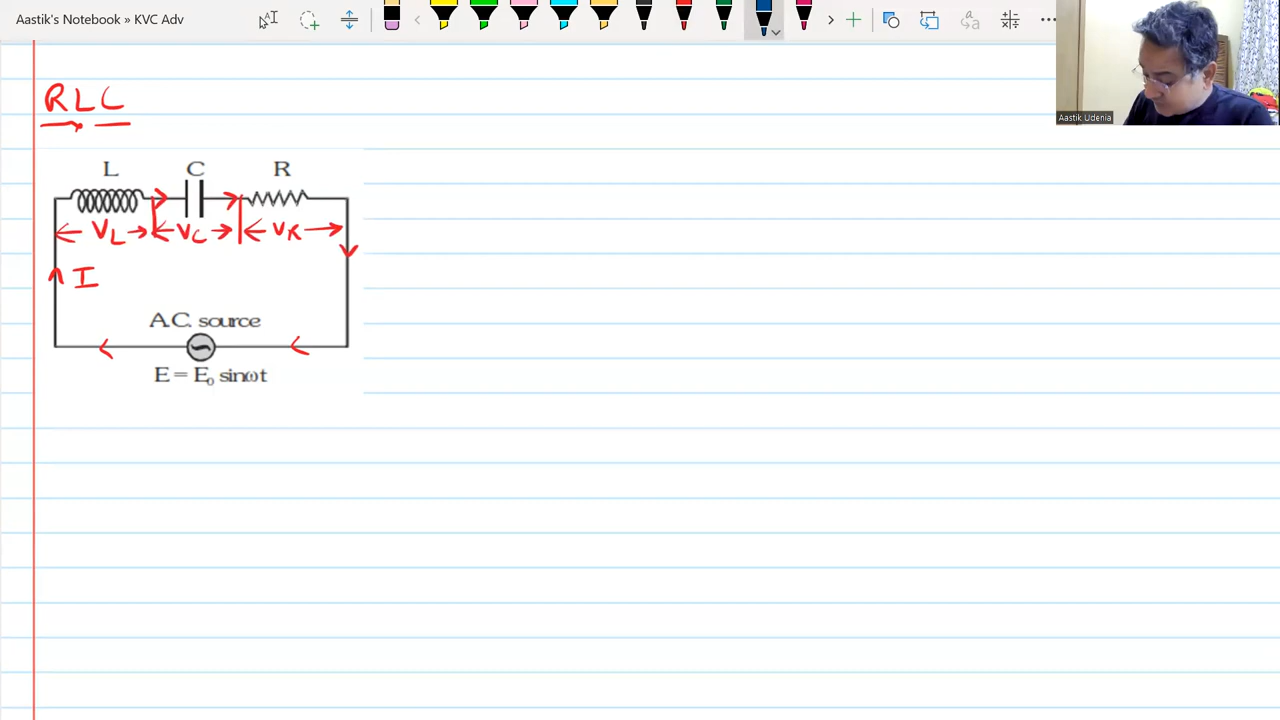 Aastik's Notebook » KVC Adv
Aastik Udenia
RLC
L C R
VL VC VR
I
A.C. source
E = E₀ sinωt